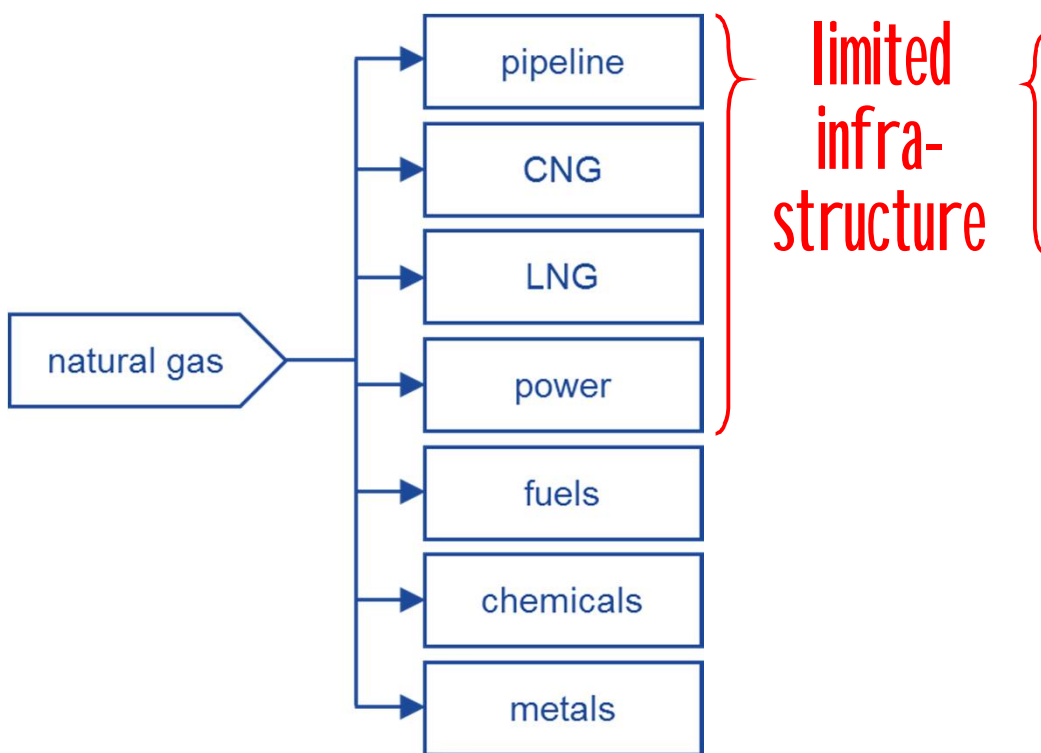 natural gas
pipeline
CNG
LNG
power
fuels
chemicals
metals
limited
infra-
structure